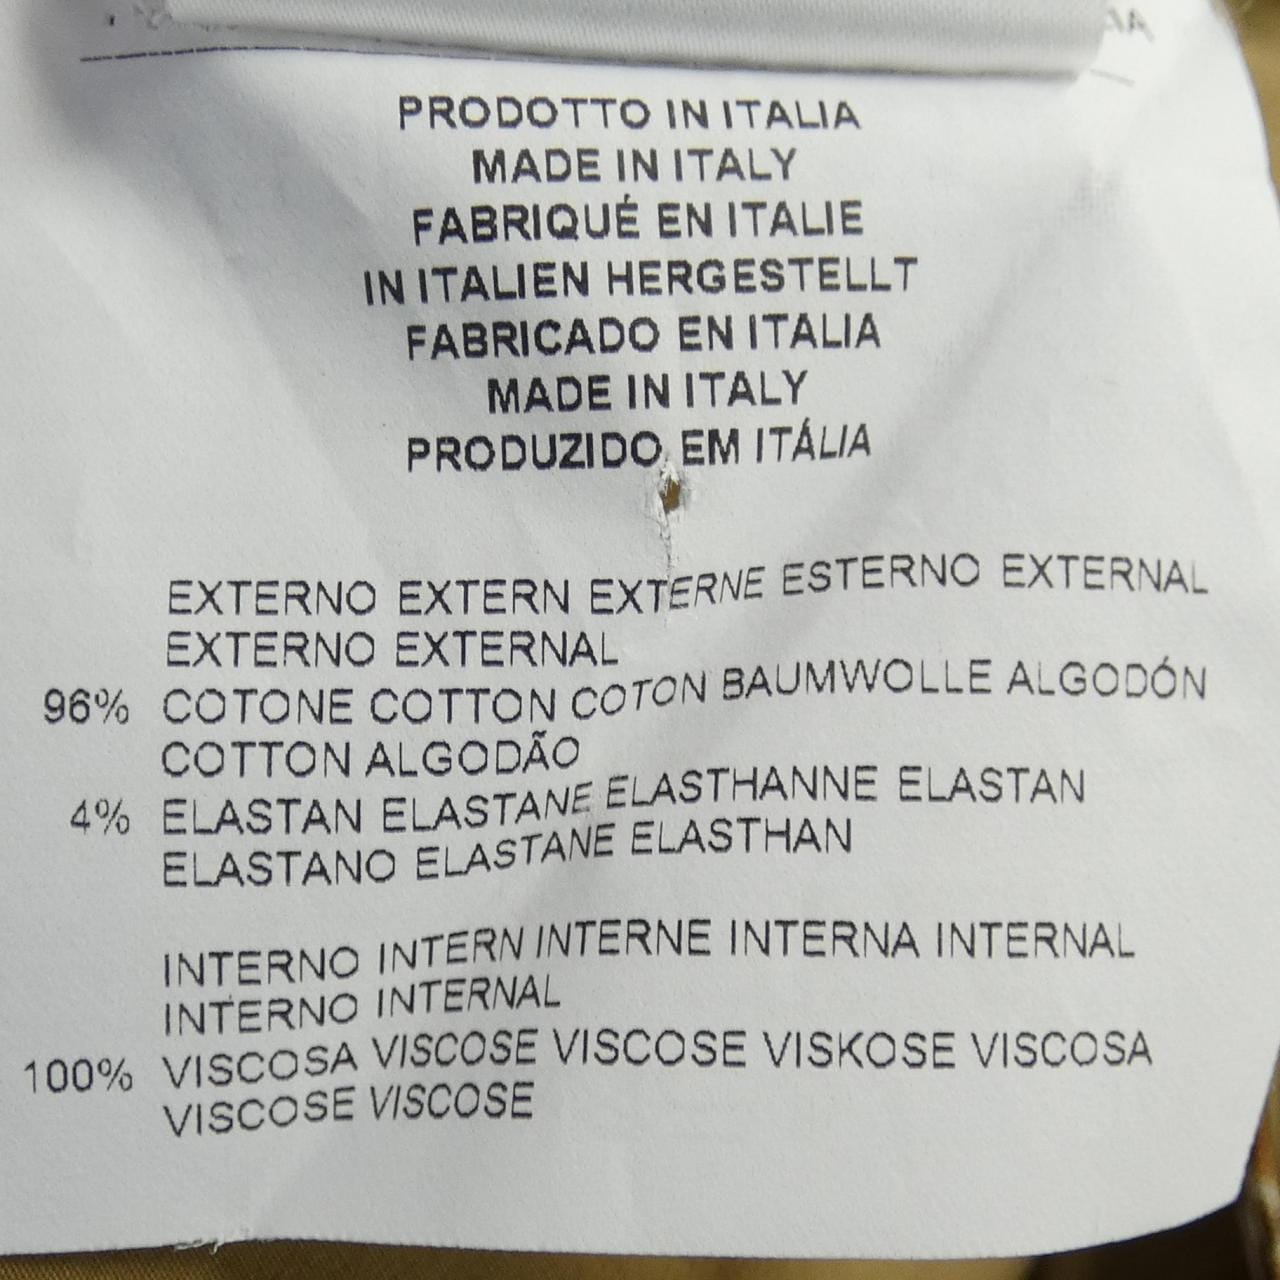 PRODOTTO IN ITALIA
MADE IN ITALY
FABRIQUÉ EN ITALIE
IN ITALIEN HERGESTELLT
FABRICADO EN ITALIA
MADE IN ITALY
PRODUZIDO EM ITÁLIA
EXTERNO EXTERN EXTERNE ESTERNO EXTERNAL
EXTERNO EXTERNAL
96% COTONE COTTON COTON BAUMWOLLE ALGODÓN
COTTON ALGODÃO
4% ELASTAN ELASTANE ELASTHANNE ELASTAN
ELASTANO ELASTANE ELASTHAN
INTERNO INTERN INTERNE INTERNA INTERNAL
INTERNO INTERNAL
100% VISCOSA VISCOSE VISCOSE VISKOSE VISCOSA
VISCOSE VISCOSE